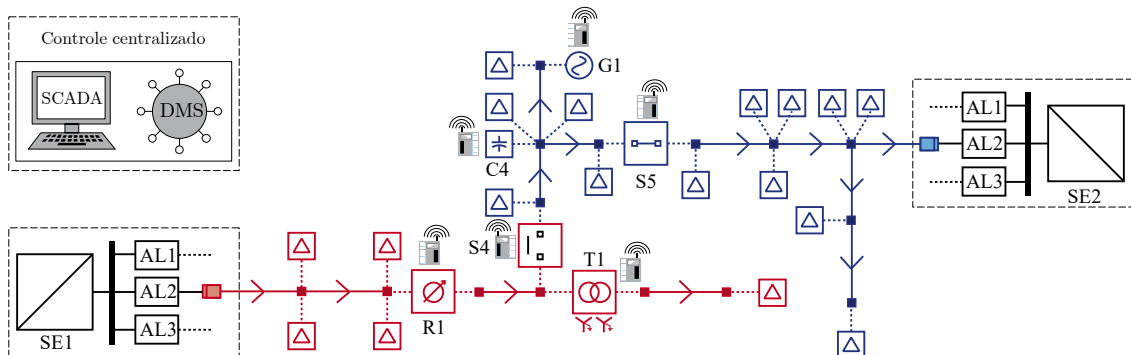 Controle centralizado
SCADA
DMS
G1
C4
S5
AL1
AL2
AL3
SE2
S4
T1
R1
AL1
AL2
AL3
SE1